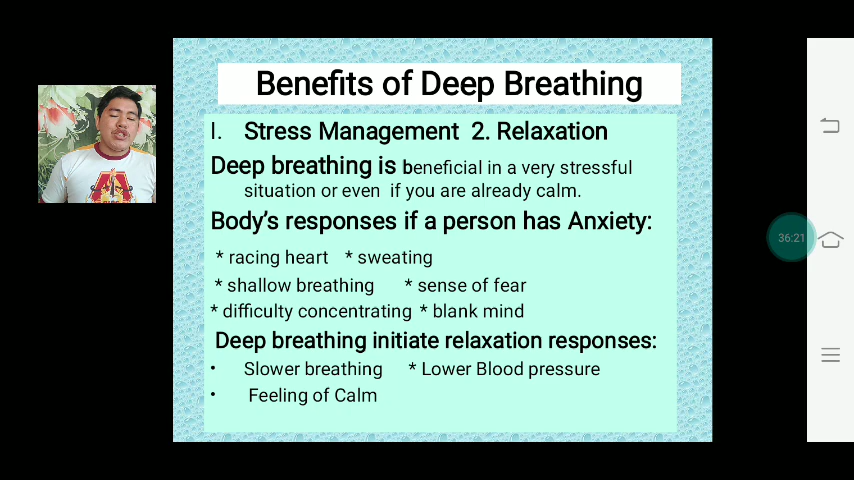 Benefits of Deep Breathing
I. Stress Management 2. Relaxation
Deep breathing is beneficial in a very stressful
situation or even if you are already calm.
Body's responses if a person has Anxiety:
* racing heart * sweating
* shallow breathing * sense of fear
* difficulty concentrating * blank mind
Deep breathing initiate relaxation responses:
• Slower breathing * Lower Blood pressure
• Feeling of Calm
36:21